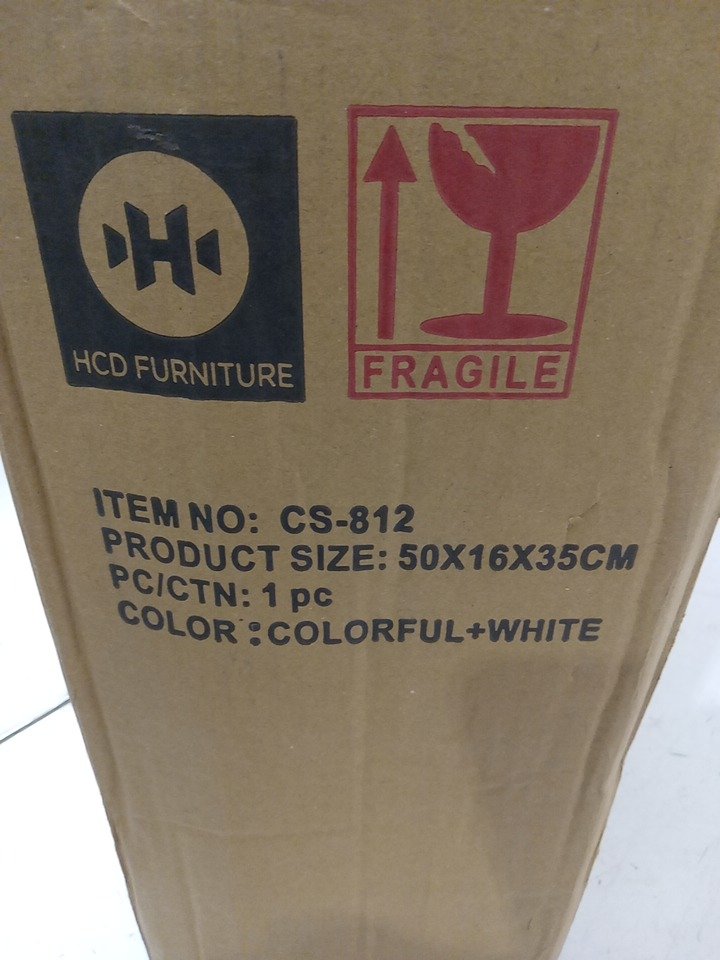 HCD FURNITURE
FRAGILE
ITEM NO: CS-812
PRODUCT SIZE: 50X16X35CM
PC/CTN: 1 pc
COLOR : COLORFUL+WHITE